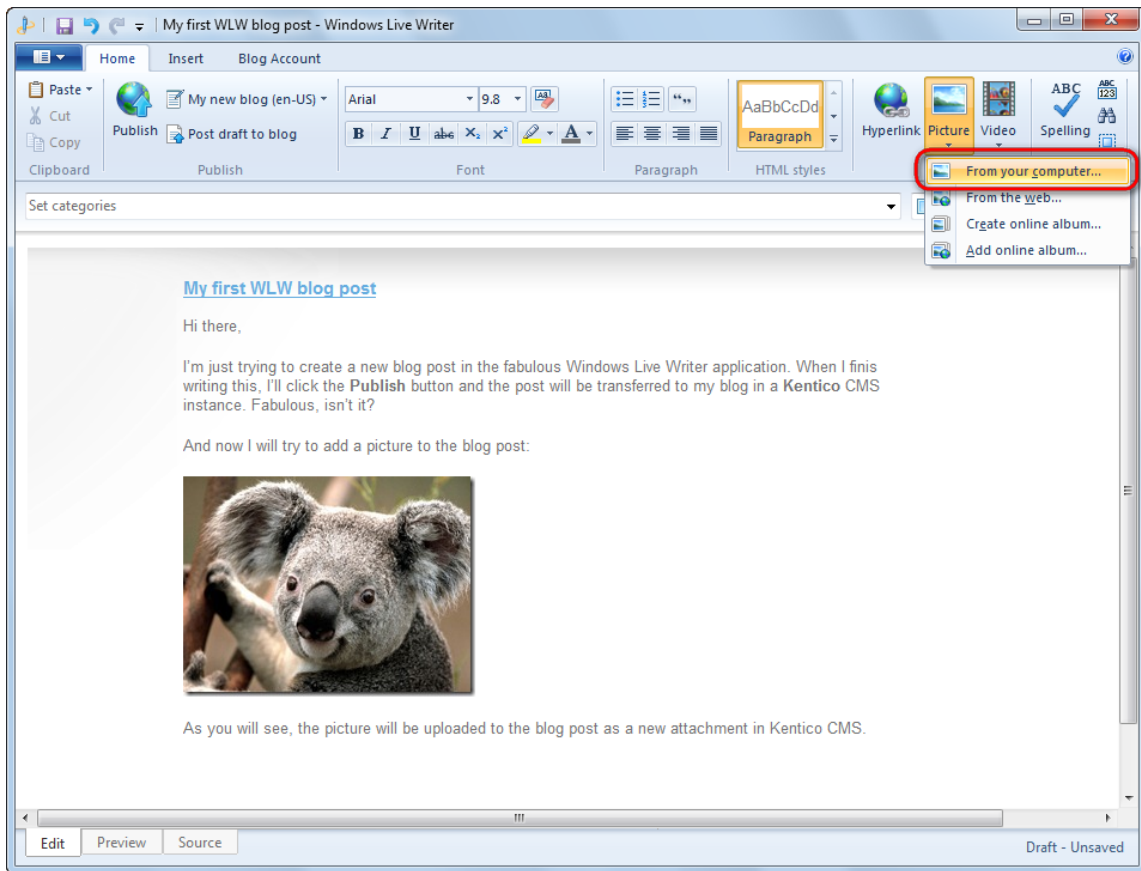 My first WLW blog post - Windows Live Writer
Home Insert Blog Account
Paste
Cut
Copy
Clipboard
Publish
My new blog (en-US)
Post draft to blog
Publish
Arial 9.8 AB
B I U abc X₂ X² A
Font
“”
Paragraph
AaBbCcDd
Paragraph
HTML styles
Hyperlink Picture Video
ABC
Spelling
ABC
123
From your computer...
From the web...
Create online album...
Add online album...
Set categories
My first WLW blog post
Hi there,
I'm just trying to create a new blog post in the fabulous Windows Live Writer application. When I finis
writing this, I'll click the Publish button and the post will be transferred to my blog in a Kentico CMS
instance. Fabulous, isn't it?
And now I will try to add a picture to the blog post:
As you will see, the picture will be uploaded to the blog post as a new attachment in Kentico CMS.
Edit Preview Source
Draft - Unsaved